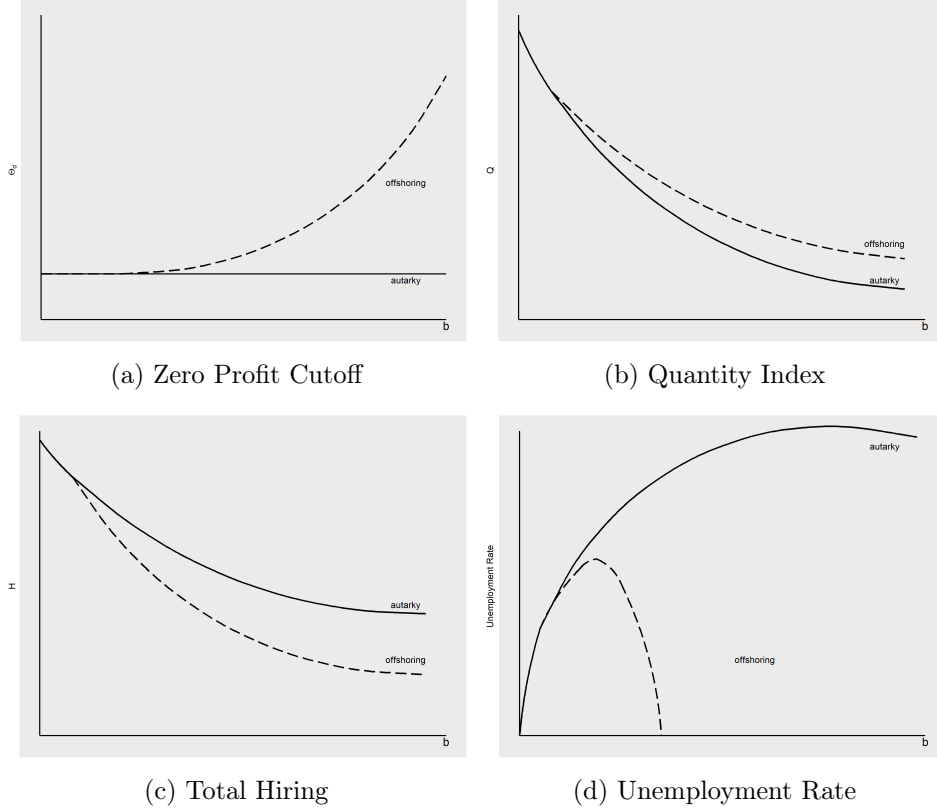 Θd
offshoring
autarky
b
(a) Zero Profit Cutoff
Q
offshoring
autarky
b
(b) Quantity Index
H
autarky
offshoring
b
(c) Total Hiring
Unemployment Rate
autarky
offshoring
b
(d) Unemployment Rate